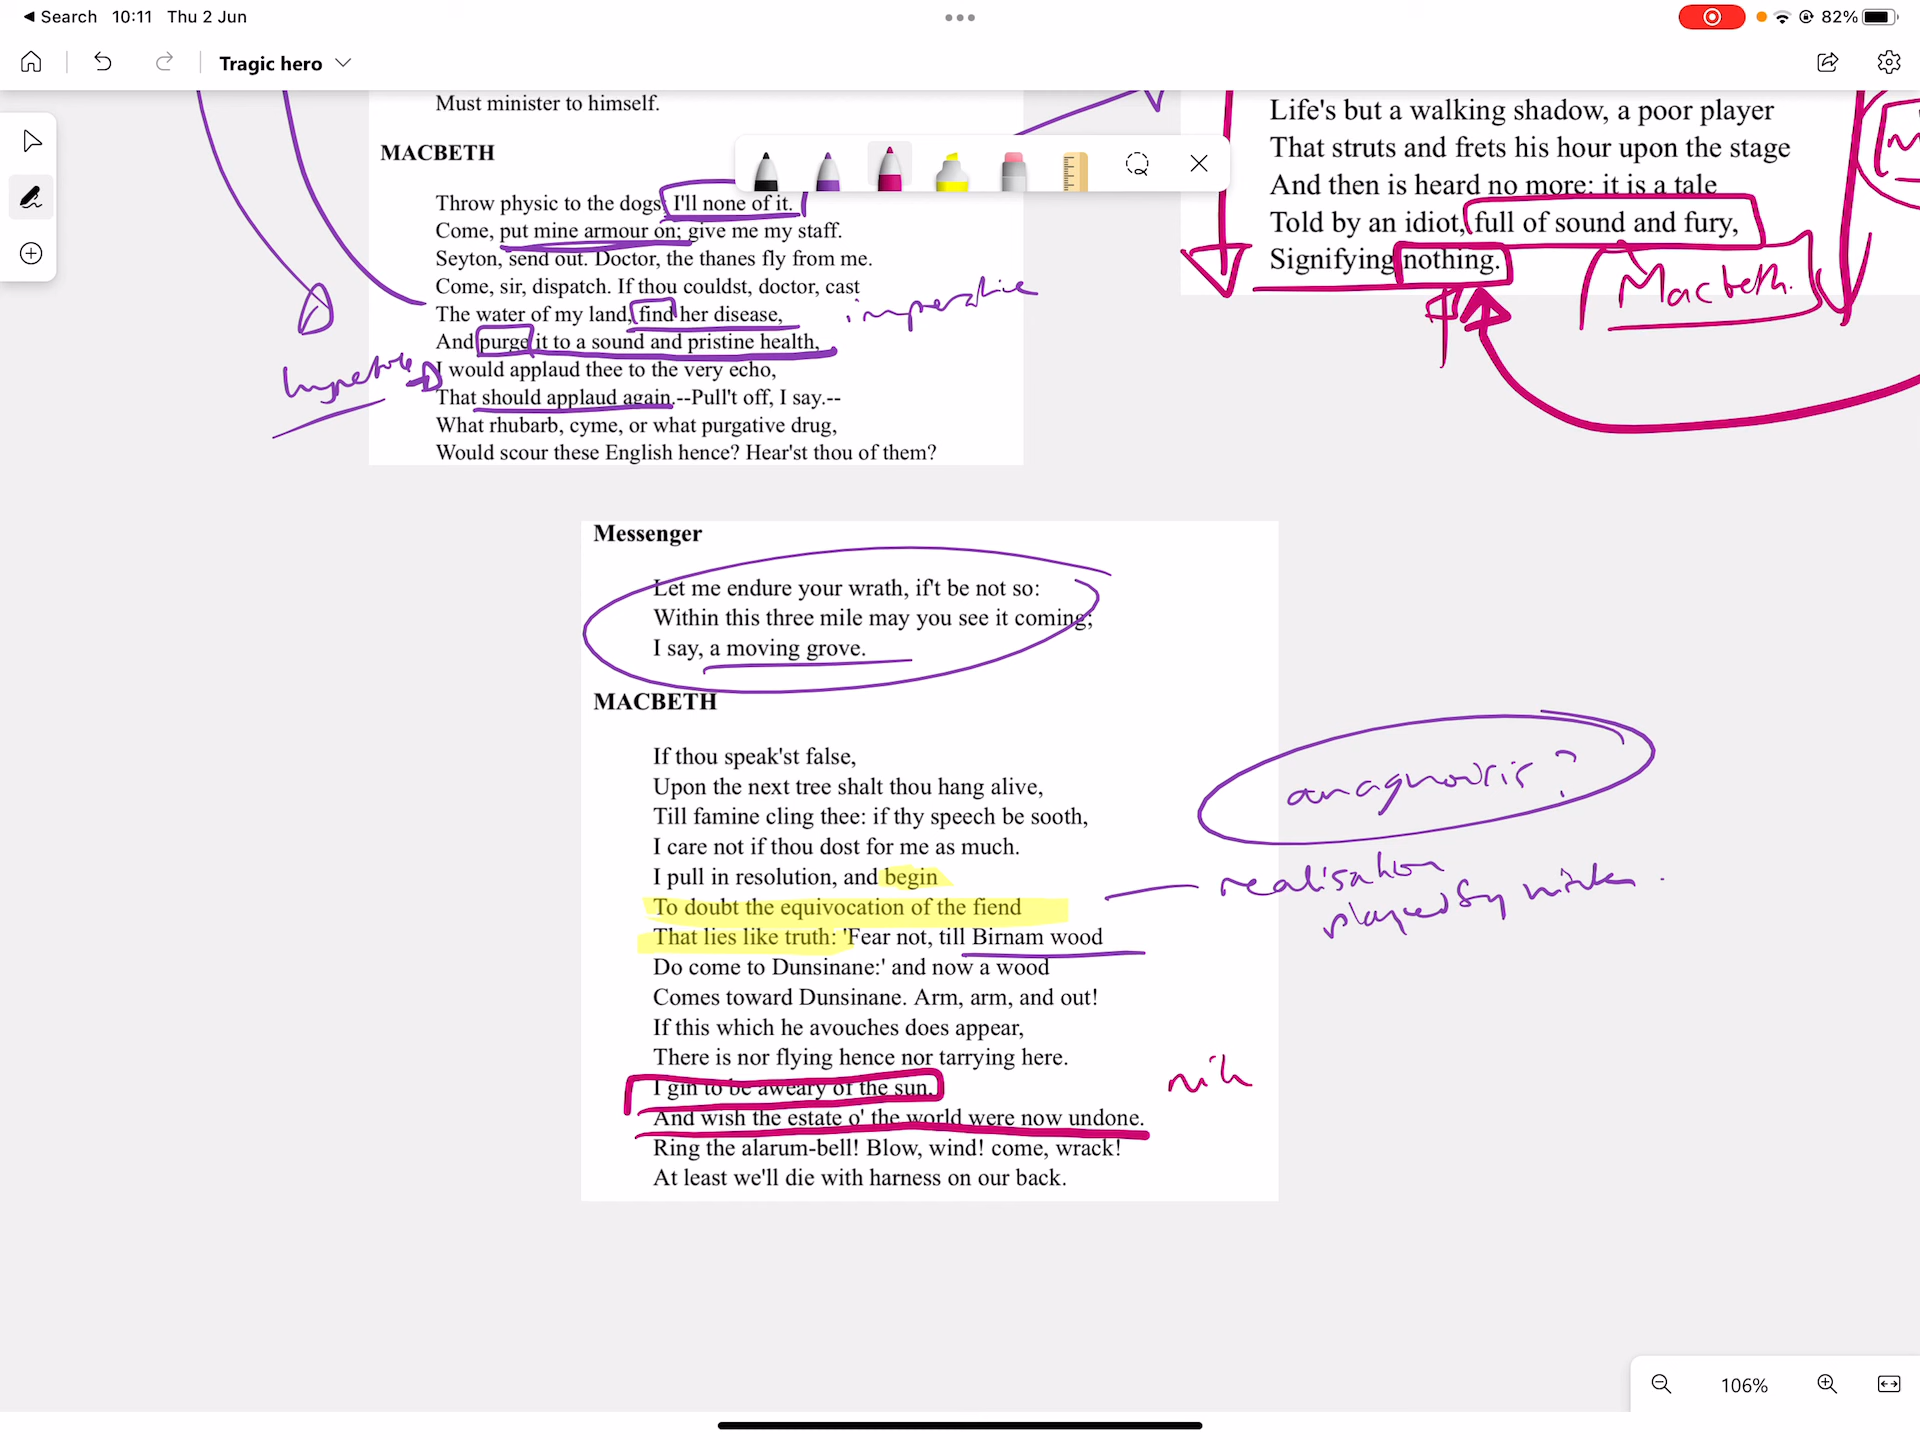 Search 10:11 Thu 2 Jun
82%
Tragic hero
Must minister to himself.
MACBETH
Throw physic to the dogs; I'll none of it.
Come, put mine armour on; give me my staff.
Seyton, send out. Doctor, the thanes fly from me.
Come, sir, dispatch. If thou couldst, doctor, cast
The water of my land, find her disease,
And purge it to a sound and pristine health,
I would applaud thee to the very echo,
That should applaud again.--Pull't off, I say.--
What rhubarb, cyme, or what purgative drug,
Would scour these English hence? Hear'st thou of them?
imperative
Life's but a walking shadow, a poor player
That struts and frets his hour upon the stage
And then is heard no more: it is a tale
Told by an idiot, full of sound and fury,
Signifying nothing.
Macbeth.
Messenger
Let me endure your wrath, if't be not so:
Within this three mile may you see it coming;
I say, a moving grove.
MACBETH
If thou speak'st false,
Upon the next tree shalt thou hang alive,
Till famine cling thee: if thy speech be sooth,
I care not if thou dost for me as much.
I pull in resolution, and begin
To doubt the equivocation of the fiend
That lies like truth: 'Fear not, till Birnam wood
Do come to Dunsinane:' and now a wood
Comes toward Dunsinane. Arm, arm, and out!
If this which he avouches does appear,
There is nor flying hence nor tarrying here.
I gin to be aweary of the sun,
And wish the estate o' the world were now undone.
Ring the alarum-bell! Blow, wind! come, wrack!
At least we'll die with harness on our back.
anagnorisis?
realisation
played by
nih
106%